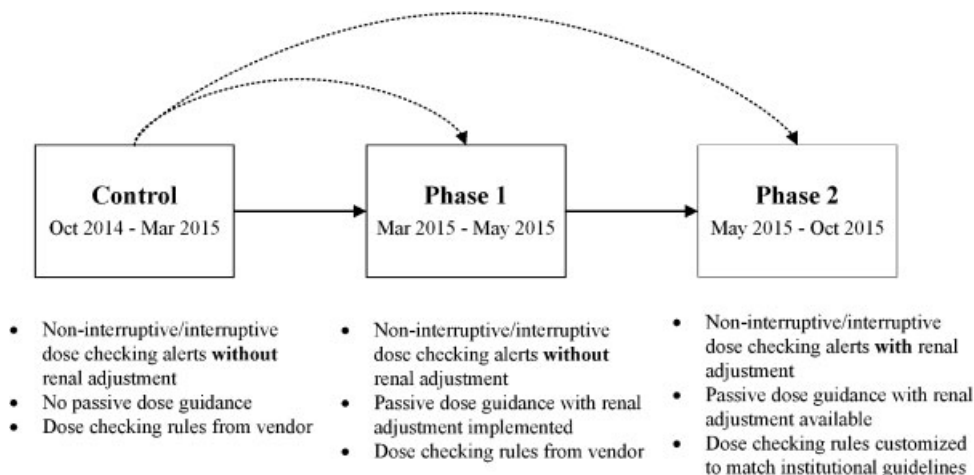 Control
Oct 2014 - Mar 2015
Phase 1
Mar 2015 - May 2015
Phase 2
May 2015 - Oct 2015
• Non-interruptive/interruptive
dose checking alerts without
renal adjustment
• No passive dose guidance
• Dose checking rules from vendor
• Non-interruptive/interruptive
dose checking alerts without
renal adjustment
• Passive dose guidance with renal
adjustment implemented
• Dose checking rules from vendor
• Non-interruptive/interruptive
dose checking alerts with renal
adjustment
• Passive dose guidance with renal
adjustment available
• Dose checking rules customized
to match institutional guidelines